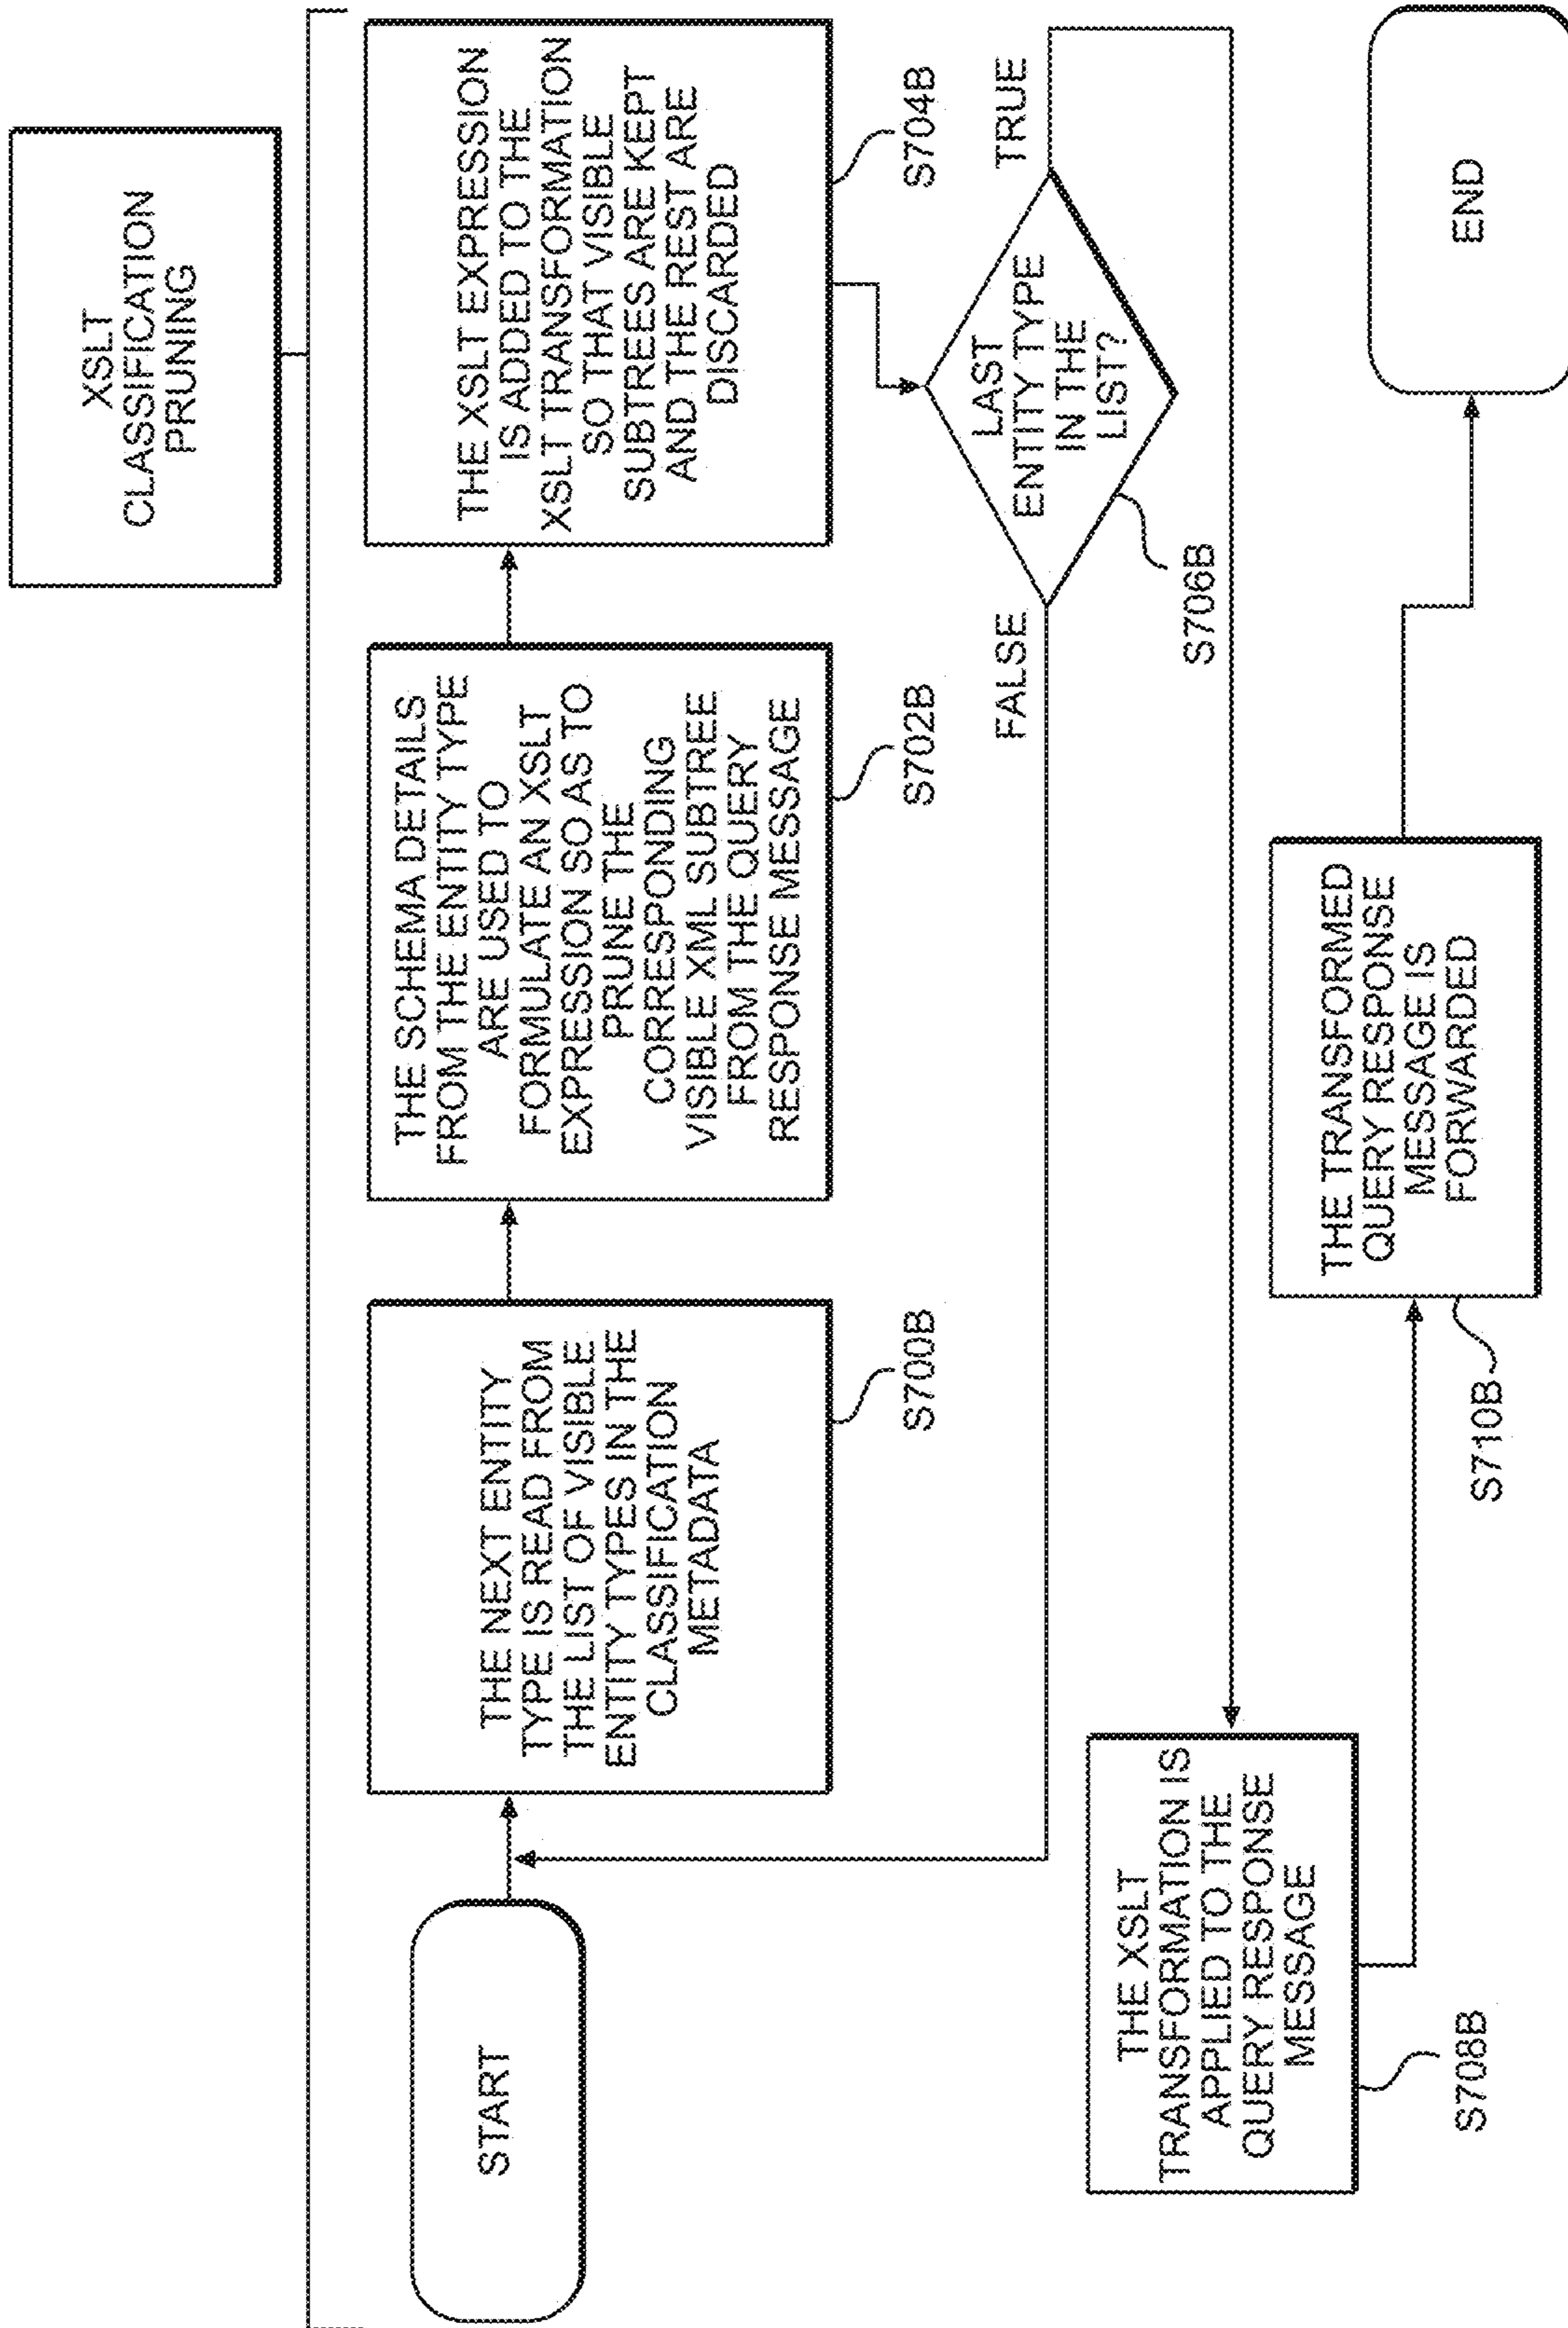 XSLT
CLASSIFICATION
PRUNING
START
THE NEXT ENTITY
TYPE IS READ FROM
THE LIST OF VISIBLE
ENTITY TYPES IN THE
CLASSIFICATION
METADATA
S700B
THE SCHEMA DETAILS
FROM THE ENTITY TYPE
ARE USED TO
FORMULATE AN XSLT
EXPRESSION SO AS TO
PRUNE THE
CORRESPONDING
VISIBLE XML SUBTREE
FROM THE QUERY
RESPONSE MESSAGE
S702B
THE XSLT EXPRESSION
IS ADDED TO THE
XSLT TRANSFORMATION
SO THAT VISIBLE
SUBTREES ARE KEPT
AND THE REST ARE
DISCARDED
S704B
LAST
ENTITY TYPE
IN THE
LIST?
FALSE
TRUE
S706B
THE XSLT
TRANSFORMATION IS
APPLIED TO THE
QUERY RESPONSE
MESSAGE
S708B
THE TRANSFORMED
QUERY RESPONSE
MESSAGE IS
FORWARDED
S710B
END